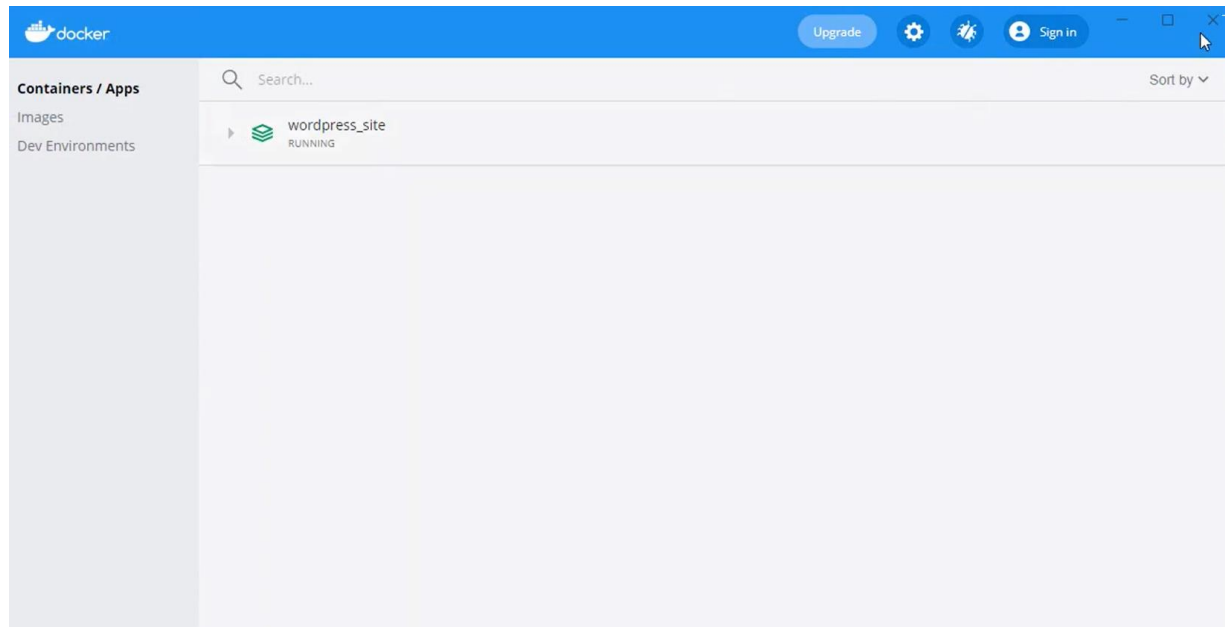 docker
Upgrade
Sign in
Containers / Apps
Images
Dev Environments
Search...
Sort by
wordpress_site
RUNNING